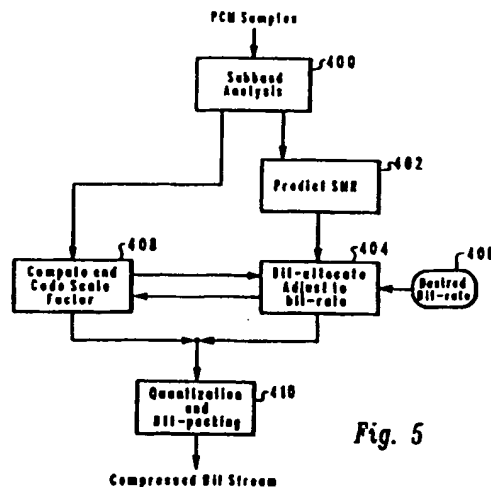 PCM Samples
400
Subband
Analysis
402
Predict SMR
408
Compute and
Code Scale
Factor
404
Bit-allocate
Adjust to
bit-rate
Desired
Bit-rate
410
Quantization
and
Bit-packing
Fig. 5
Compressed Bit Stream